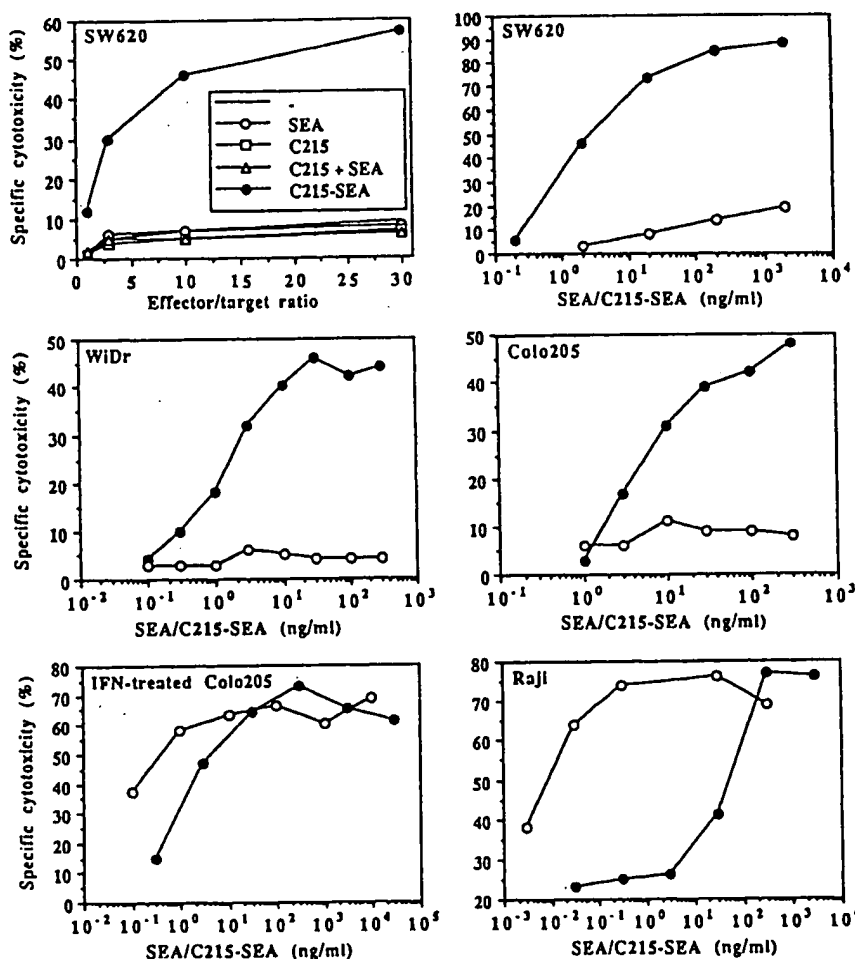 SW620
Specific cytotoxicity (%)
60
50
40
30
20
10
0
-
SEA
C215
C215 + SEA
C215-SEA
0 5 10 15 20 25 30
Effector/target ratio
SW620
100
90
80
70
60
50
40
30
20
10
0
10-1 100 101 102 103 104
SEA/C215-SEA (ng/ml)
WiDr
Specific cytotoxicity (%)
50
40
30
20
10
0
10-2 10-1 100 101 102 103
SEA/C215-SEA (ng/ml)
Colo205
50
40
30
20
10
0
10-1 100 101 102 103
SEA/C215-SEA (ng/ml)
IFN-treated Colo205
Specific cytotoxicity (%)
80
70
60
50
40
30
20
10
0
10-2 10-1 100 101 102 103 104 105
SEA/C215-SEA (ng/ml)
Raji
80
70
60
50
40
30
20
10-3 10-2 10-1 100 101 102 103 104
SEA/C215-SEA (ng/ml)